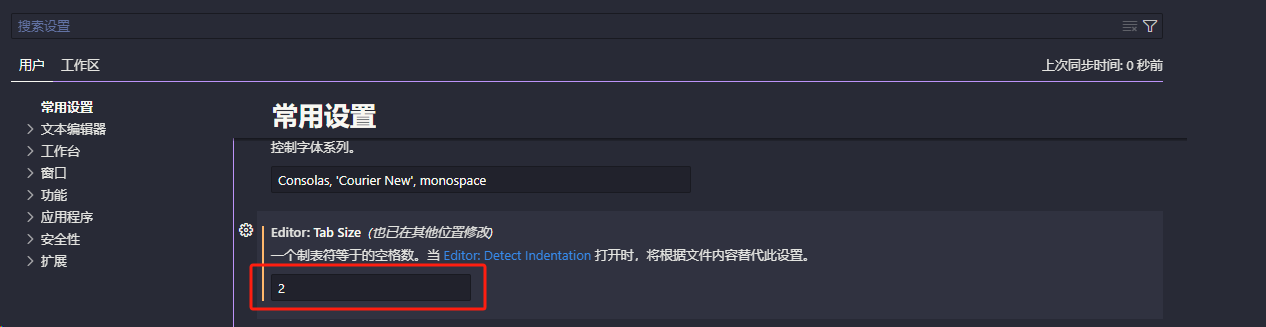 搜索设置
用户 工作区 上次同步时间: 0 秒前
常用设置
文本编辑器
工作台
窗口
功能
应用程序
安全性
扩展
常用设置
控制字体系列。
Consolas, 'Courier New', monospace
Editor: Tab Size (也已在其他位置修改)
一个制表符等于的空格数。当 Editor: Detect Indentation 打开时，将根据文件内容替代此设置。
2